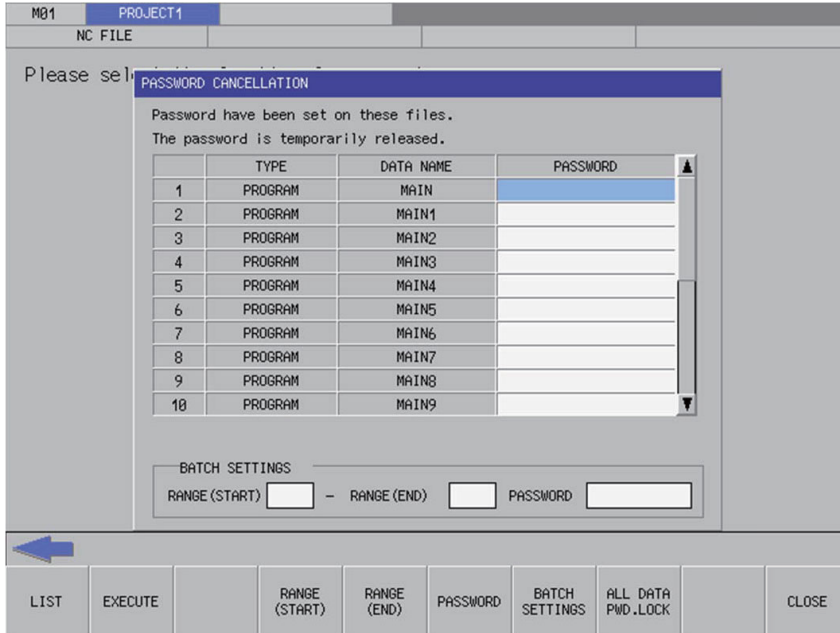 M01 PROJECT1
NC FILE
Please sel
PASSWORD CANCELLATION
Password have been set on these files.
The password is temporarily released.
TYPE DATA NAME PASSWORD
1 PROGRAM MAIN
2 PROGRAM MAIN1
3 PROGRAM MAIN2
4 PROGRAM MAIN3
5 PROGRAM MAIN4
6 PROGRAM MAIN5
7 PROGRAM MAIN6
8 PROGRAM MAIN7
9 PROGRAM MAIN8
10 PROGRAM MAIN9
BATCH SETTINGS
RANGE(START) – RANGE(END) PASSWORD
LIST EXECUTE RANGE (START) RANGE (END) PASSWORD BATCH SETTINGS ALL DATA PWD.LOCK CLOSE